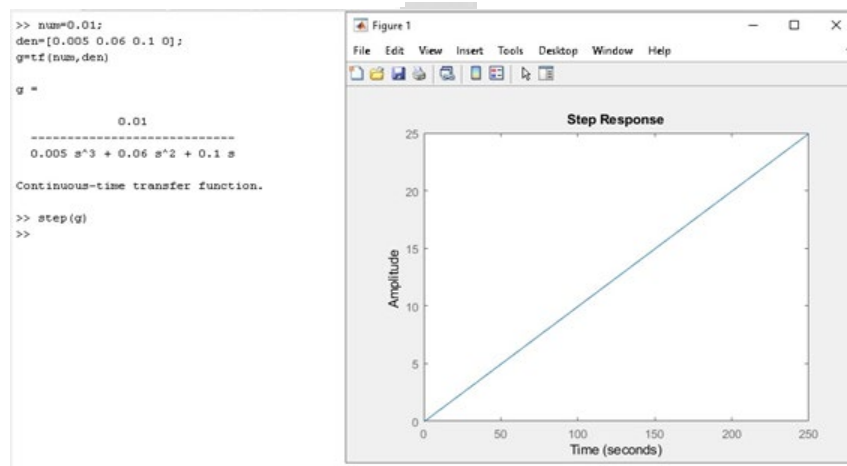 >> num=0.01;
den=[0.005 0.06 0.1 0];
g=tf(num,den)
g =
0.01
----------------------------
0.005 s^3 + 0.06 s^2 + 0.1 s
Continuous-time transfer function.
>> step(g)
>>
Figure 1
File Edit View Insert Tools Desktop Window Help
Step Response
Amplitude
25
20
15
10
5
0
0 50 100 150 200 250
Time (seconds)